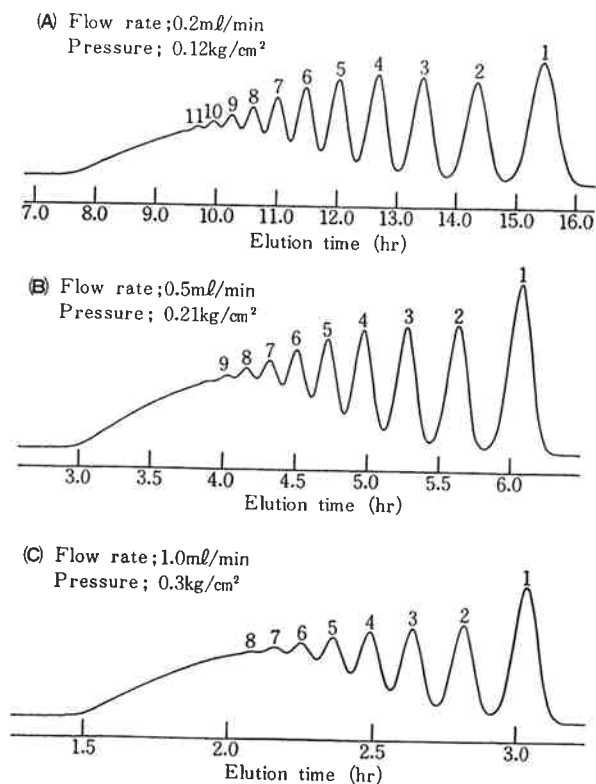 (A) Flow rate;0.2mℓ/min
Pressure; 0.12kg/cm²
11 10 9 8 7 6 5 4 3 2 1
7.0 8.0 9.0 10.0 11.0 12.0 13.0 14.0 15.0 16.0
Elution time (hr)
(B) Flow rate;0.5mℓ/min
Pressure; 0.21kg/cm²
9 8 7 6 5 4 3 2 1
3.0 3.5 4.0 4.5 5.0 5.5 6.0
Elution time (hr)
(C) Flow rate;1.0mℓ/min
Pressure; 0.3kg/cm²
8 7 6 5 4 3 2 1
1.5 2.0 2.5 3.0
Elution time (hr)